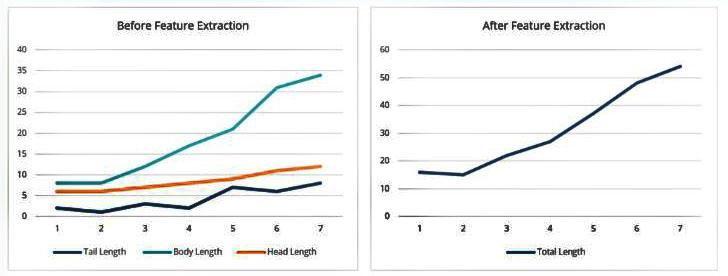 Before Feature Extraction
40
35
30
25
20
15
10
5
0
1 2 3 4 5 6 7
Tail Length Body Length Head Length
After Feature Extraction
60
50
40
30
20
10
0
1 2 3 4 5 6 7
Total Length